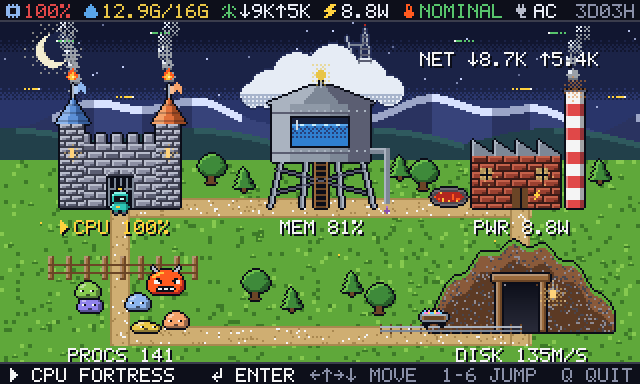 100% 12.9G/16G ↓9K↑5K 8.8W NOMINAL AC 3D03H
NET ↓8.7K ↑5.4K
▶CPU 100% MEM 81% PWR 8.8W
PROCS 141 DISK 135M/S
▶ CPU FORTRESS ↲ ENTER ←↑→↓ MOVE 1-6 JUMP Q QUIT